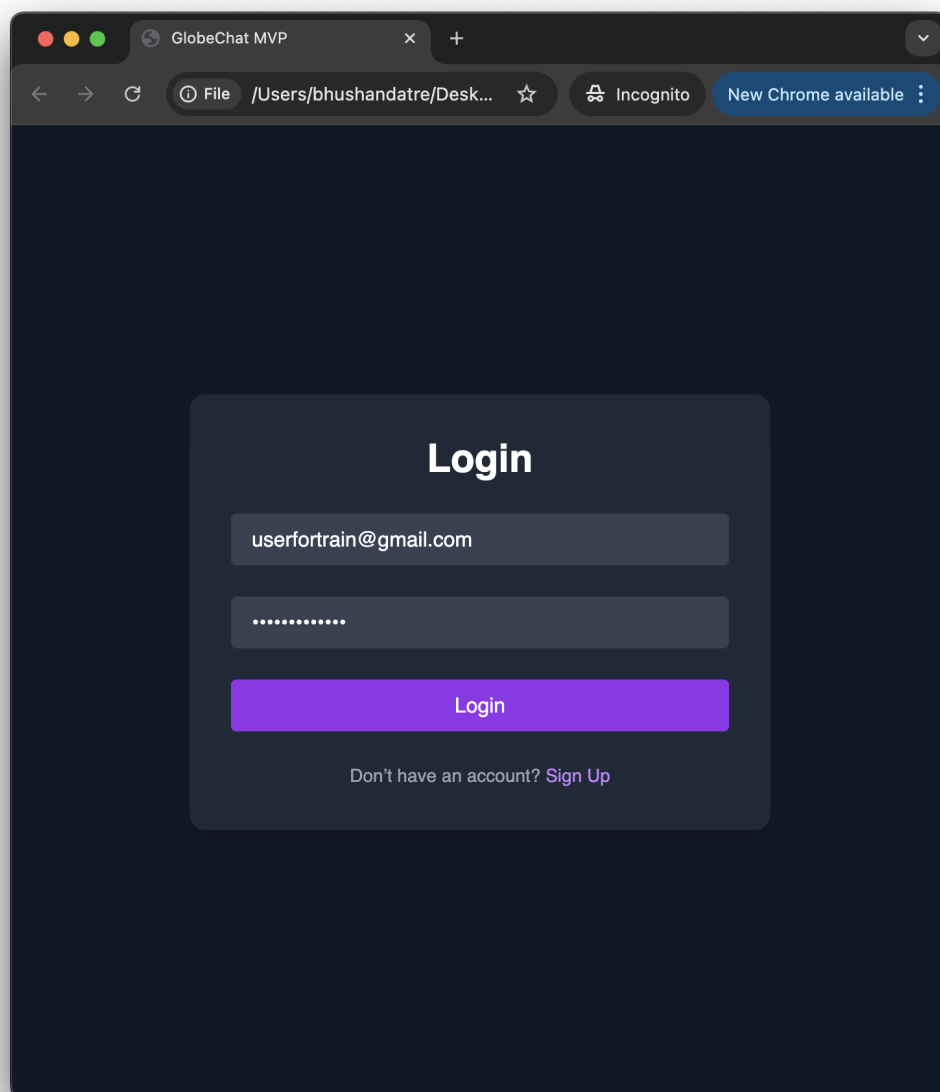 GlobeChat MVP
File /Users/bhushandatre/Desk... Incognito New Chrome available
Login
userfortrain@gmail.com
•••••••••••••
Login
Don’t have an account? Sign Up